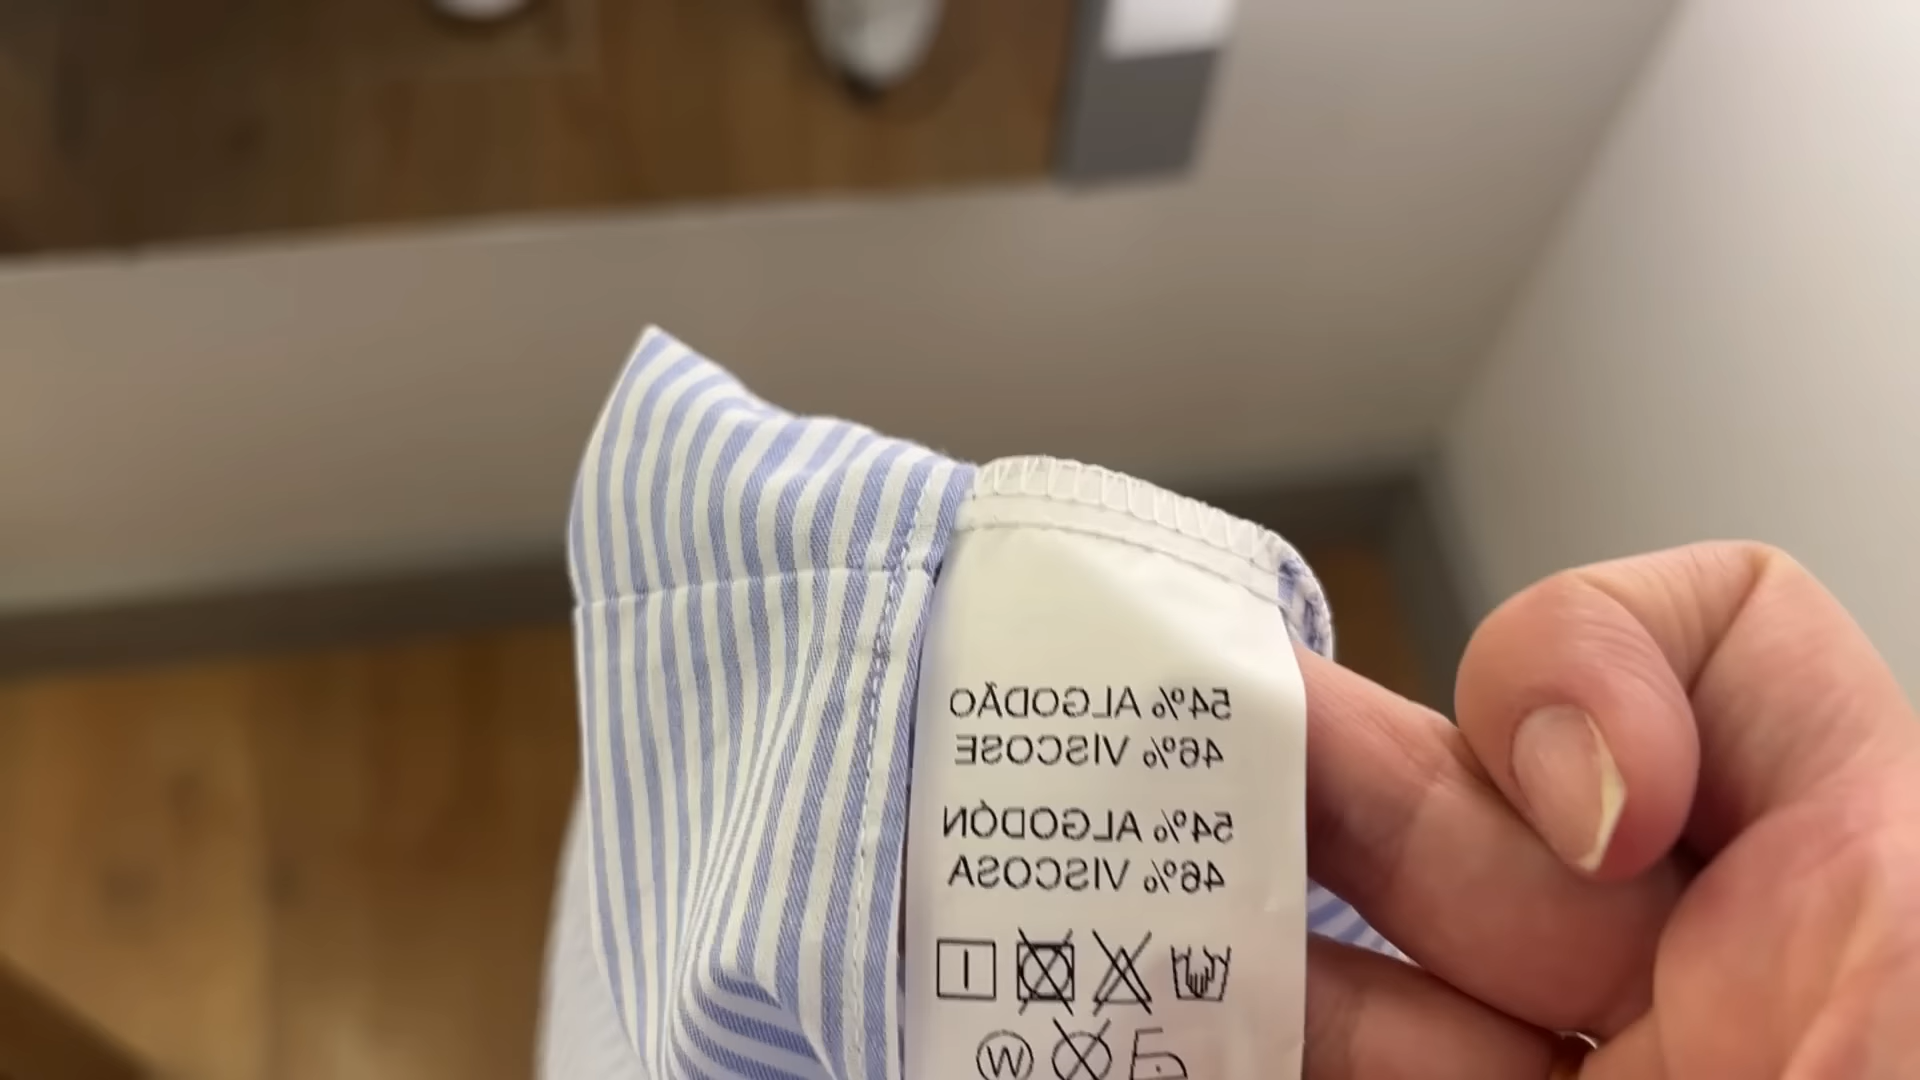 54% ALGODÃO
46% VISCOSE
54% ALGODÓN
46% VISCOSA
W